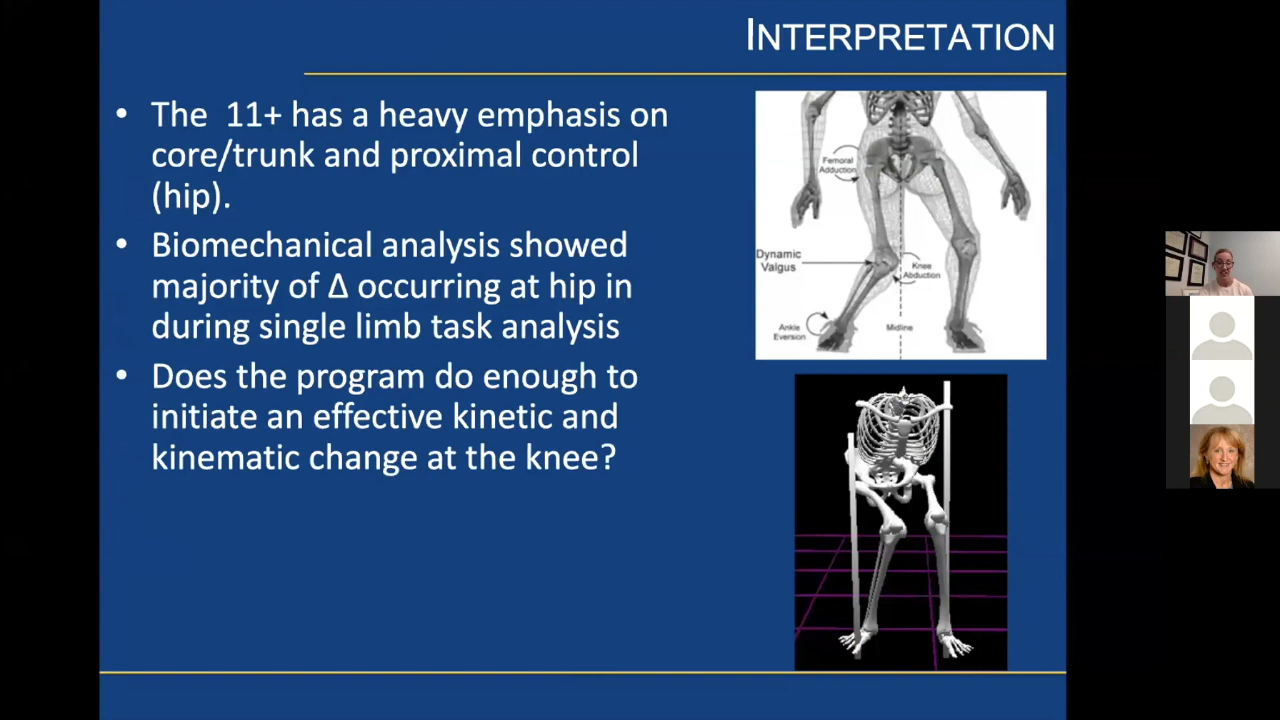 INTERPRETATION
• The 11+ has a heavy emphasis on
core/trunk and proximal control
(hip).
• Biomechanical analysis showed
majority of Δ occurring at hip in
during single limb task analysis
• Does the program do enough to
initiate an effective kinetic and
kinematic change at the knee?
Femoral
Adduction
Dynamic
Valgus
Knee
Abduction
Ankle
Eversion
Midline